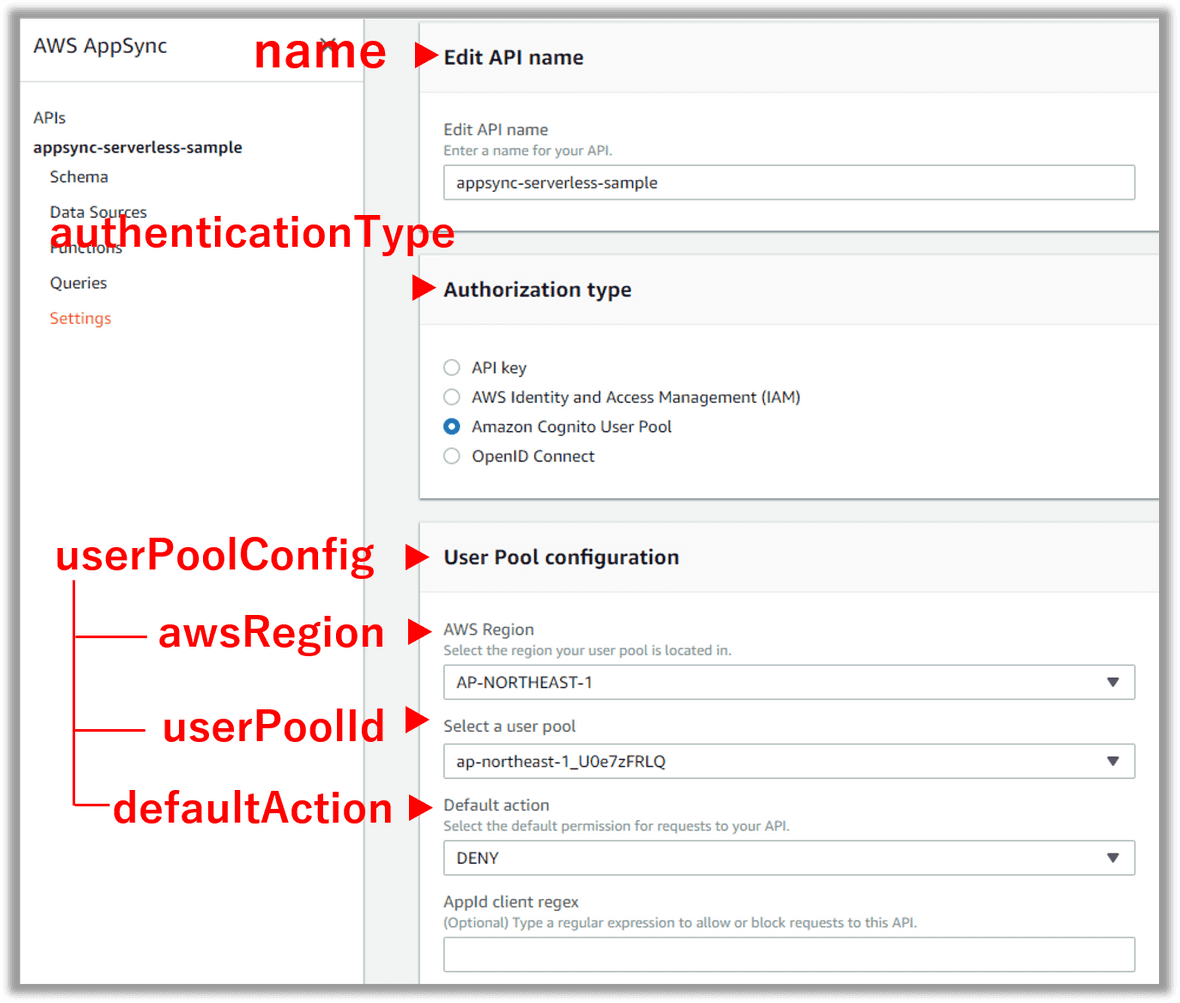 AWS AppSync
APIs
appsync-serverless-sample
Schema
Data Sources
Functions
Queries
Settings
name
Edit API name
Edit API name
Enter a name for your API.
appsync-serverless-sample
authenticationType
Authorization type
API key
AWS Identity and Access Management (IAM)
Amazon Cognito User Pool
OpenID Connect
userPoolConfig
User Pool configuration
awsRegion
AWS Region
Select the region your user pool is located in.
AP-NORTHEAST-1
userPoolId
Select a user pool
ap-northeast-1_U0e7zFRLQ
defaultAction
Default action
Select the default permission for requests to your API.
DENY
AppId client regex
(Optional) Type a regular expression to allow or block requests to this API.